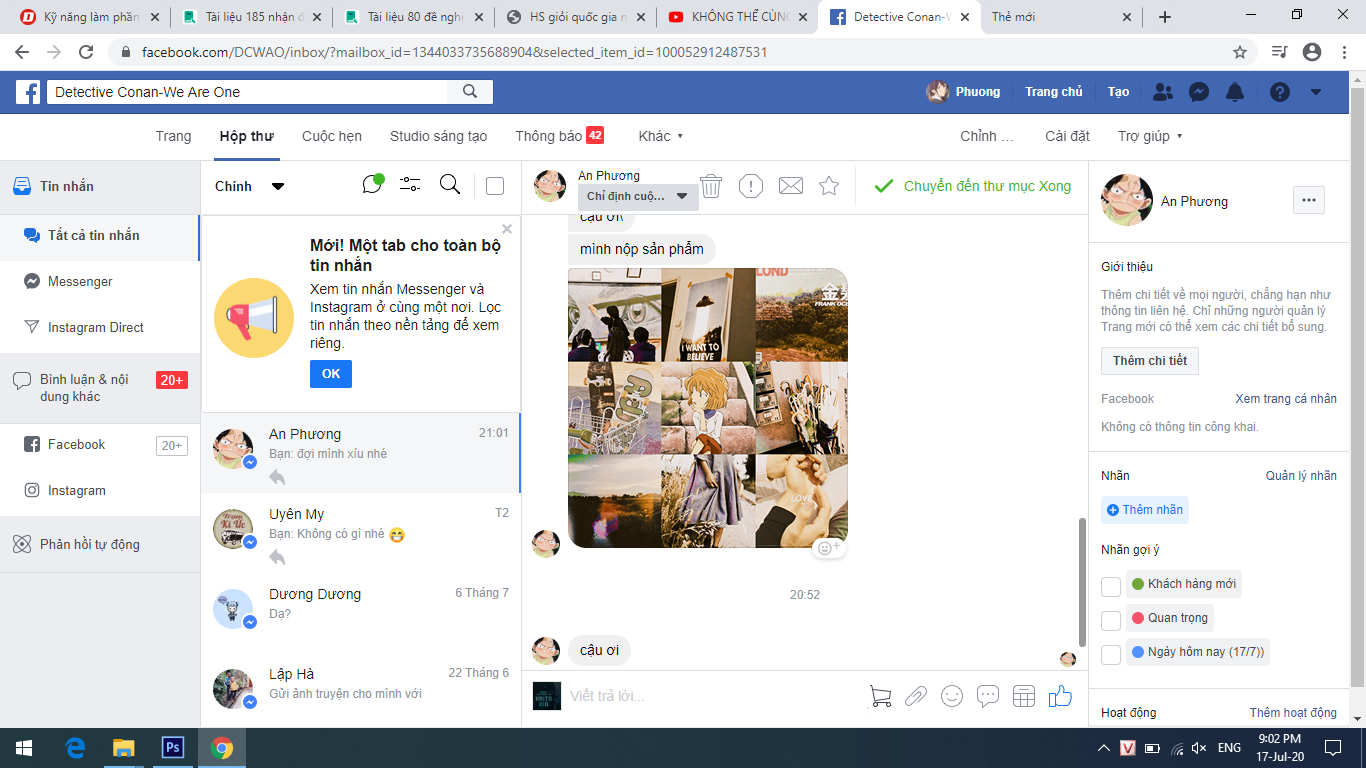 Kỹ năng làm phần
Tài liệu 185 nhận d
Tài liệu 80 đề nghị
HS giỏi quốc gia n
KHÔNG THỂ CÙNG
Detective Conan-W
Thẻ mới
facebook.com/DCWAO/inbox/?mailbox_id=1344033735688904&selected_item_id=100052912487531
Detective Conan-We Are One
Phuong
Trang chủ
Tạo
Trang
Hộp thư
Cuộc hẹn
Studio sáng tạo
Thông báo 42
Khác
Chỉnh ...
Cài đặt
Trợ giúp
Tin nhắn
Tất cả tin nhắn
Messenger
Instagram Direct
Bình luận & nội
dung khác
20+
Facebook
20+
Instagram
Phản hồi tự động
Chính
Mới! Một tab cho toàn bộ
tin nhắn
Xem tin nhắn Messenger và
Instagram ở cùng một nơi. Lọc
tin nhắn theo nền tảng để xem
riêng.
OK
An Phương
21:01
Bạn: đợi mình xíu nhé
Uyên My
T2
Bạn: Không có gì nhé 😁
Dương Dương
6 Tháng 7
Dạ?
Lập Hà
22 Tháng 6
Gửi ảnh truyện cho mình với
An Phương
Chỉ định cuộ...
Chuyển đến thư mục Xong
cậu ơi\
mình nộp sản phẩm
LOND
FRANK OCE
I WANT TO
BELIEVE
LOVE
20:52
cậu ơi
Viết trả lời...
An Phương
Giới thiệu
Thêm chi tiết về mọi người, chẳng hạn như
thông tin liên hệ. Chỉ những người quản lý
Trang mới có thể xem các chi tiết bổ sung.
Thêm chi tiết
Facebook
Xem trang cá nhân
Không có thông tin công khai.
Nhãn
Quản lý nhãn
Thêm nhãn
Nhãn gợi ý
Khách hàng mới
Quan trọng
Ngày hôm nay (17/7))
Hoạt động
Thêm hoạt động
ENG
9:02 PM
17-Jul-20